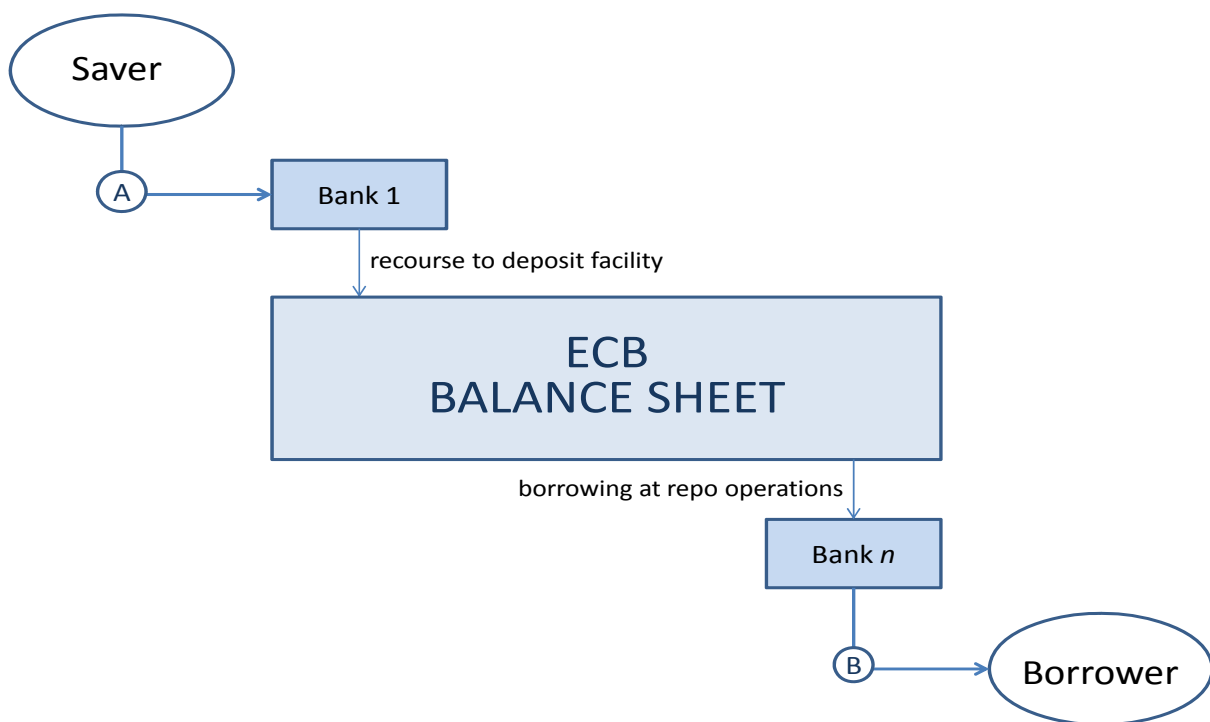 Saver
A
Bank 1
recourse to deposit facility
ECB
BALANCE SHEET
borrowing at repo operations
Bank n
B
Borrower